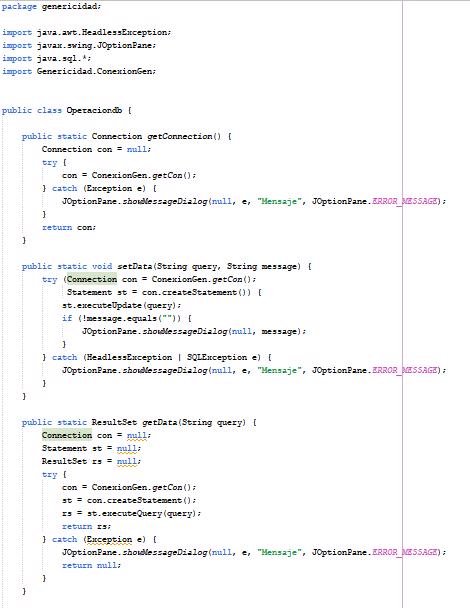 package genericidad;
import java.awt.HeadlessException;
import javax.swing.JOptionPane;
import java.sql.*;
import Genericidad.ConexionGen;
public class Operaciondb {
public static Connection getConnection() {
Connection con = null;
try {
con = ConexionGen.getCon();
} catch (Exception e) {
JOptionPane.showMessageDialog(null, e, "Mensaje", JOptionPane.ERROR_MESSAGE);
}
return con;
}
public static void setData(String query, String message) {
try (Connection con = ConexionGen.getCon();
Statement st = con.createStatement()) {
st.executeUpdate(query);
if (!message.equals("")) {
JOptionPane.showMessageDialog(null, message);
}
} catch (HeadlessException | SQLException e) {
JOptionPane.showMessageDialog(null, e, "Mensaje", JOptionPane.ERROR_MESSAGE);
}
}
public static ResultSet getData(String query) {
Connection con = null;
Statement st = null;
ResultSet rs = null;
try {
con = ConexionGen.getCon();
st = con.createStatement();
rs = st.executeQuery(query);
return rs;
} catch (Exception e) {
JOptionPane.showMessageDialog(null, e, "Mensaje", JOptionPane.ERROR_MESSAGE);
return null;
}
}